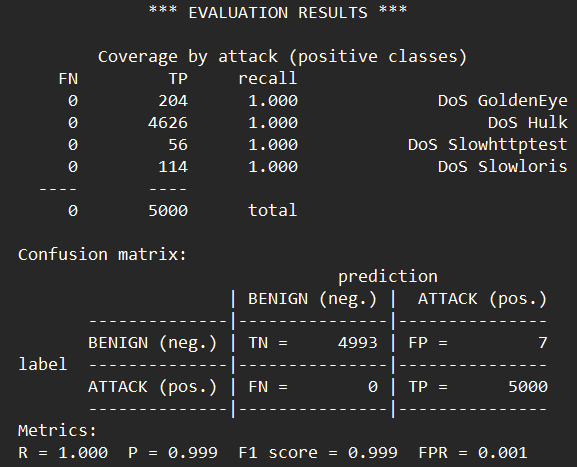 *** EVALUATION RESULTS ***
Coverage by attack (positive classes)
FN TP recall
0 204 1.000 DoS GoldenEye
0 4626 1.000 DoS Hulk
0 56 1.000 DoS Slowhttptest
0 114 1.000 DoS Slowloris
---- ----
0 5000 total
Confusion matrix:
prediction
| BENIGN (neg.) | ATTACK (pos.)
--------------|---------------|--------------
BENIGN (neg.) | TN = 4993 | FP = 7
label --------------|---------------|--------------
ATTACK (pos.) | FN = 0 | TP = 5000
--------------|---------------|--------------
Metrics:
R = 1.000 P = 0.999 F1 score = 0.999 FPR = 0.001